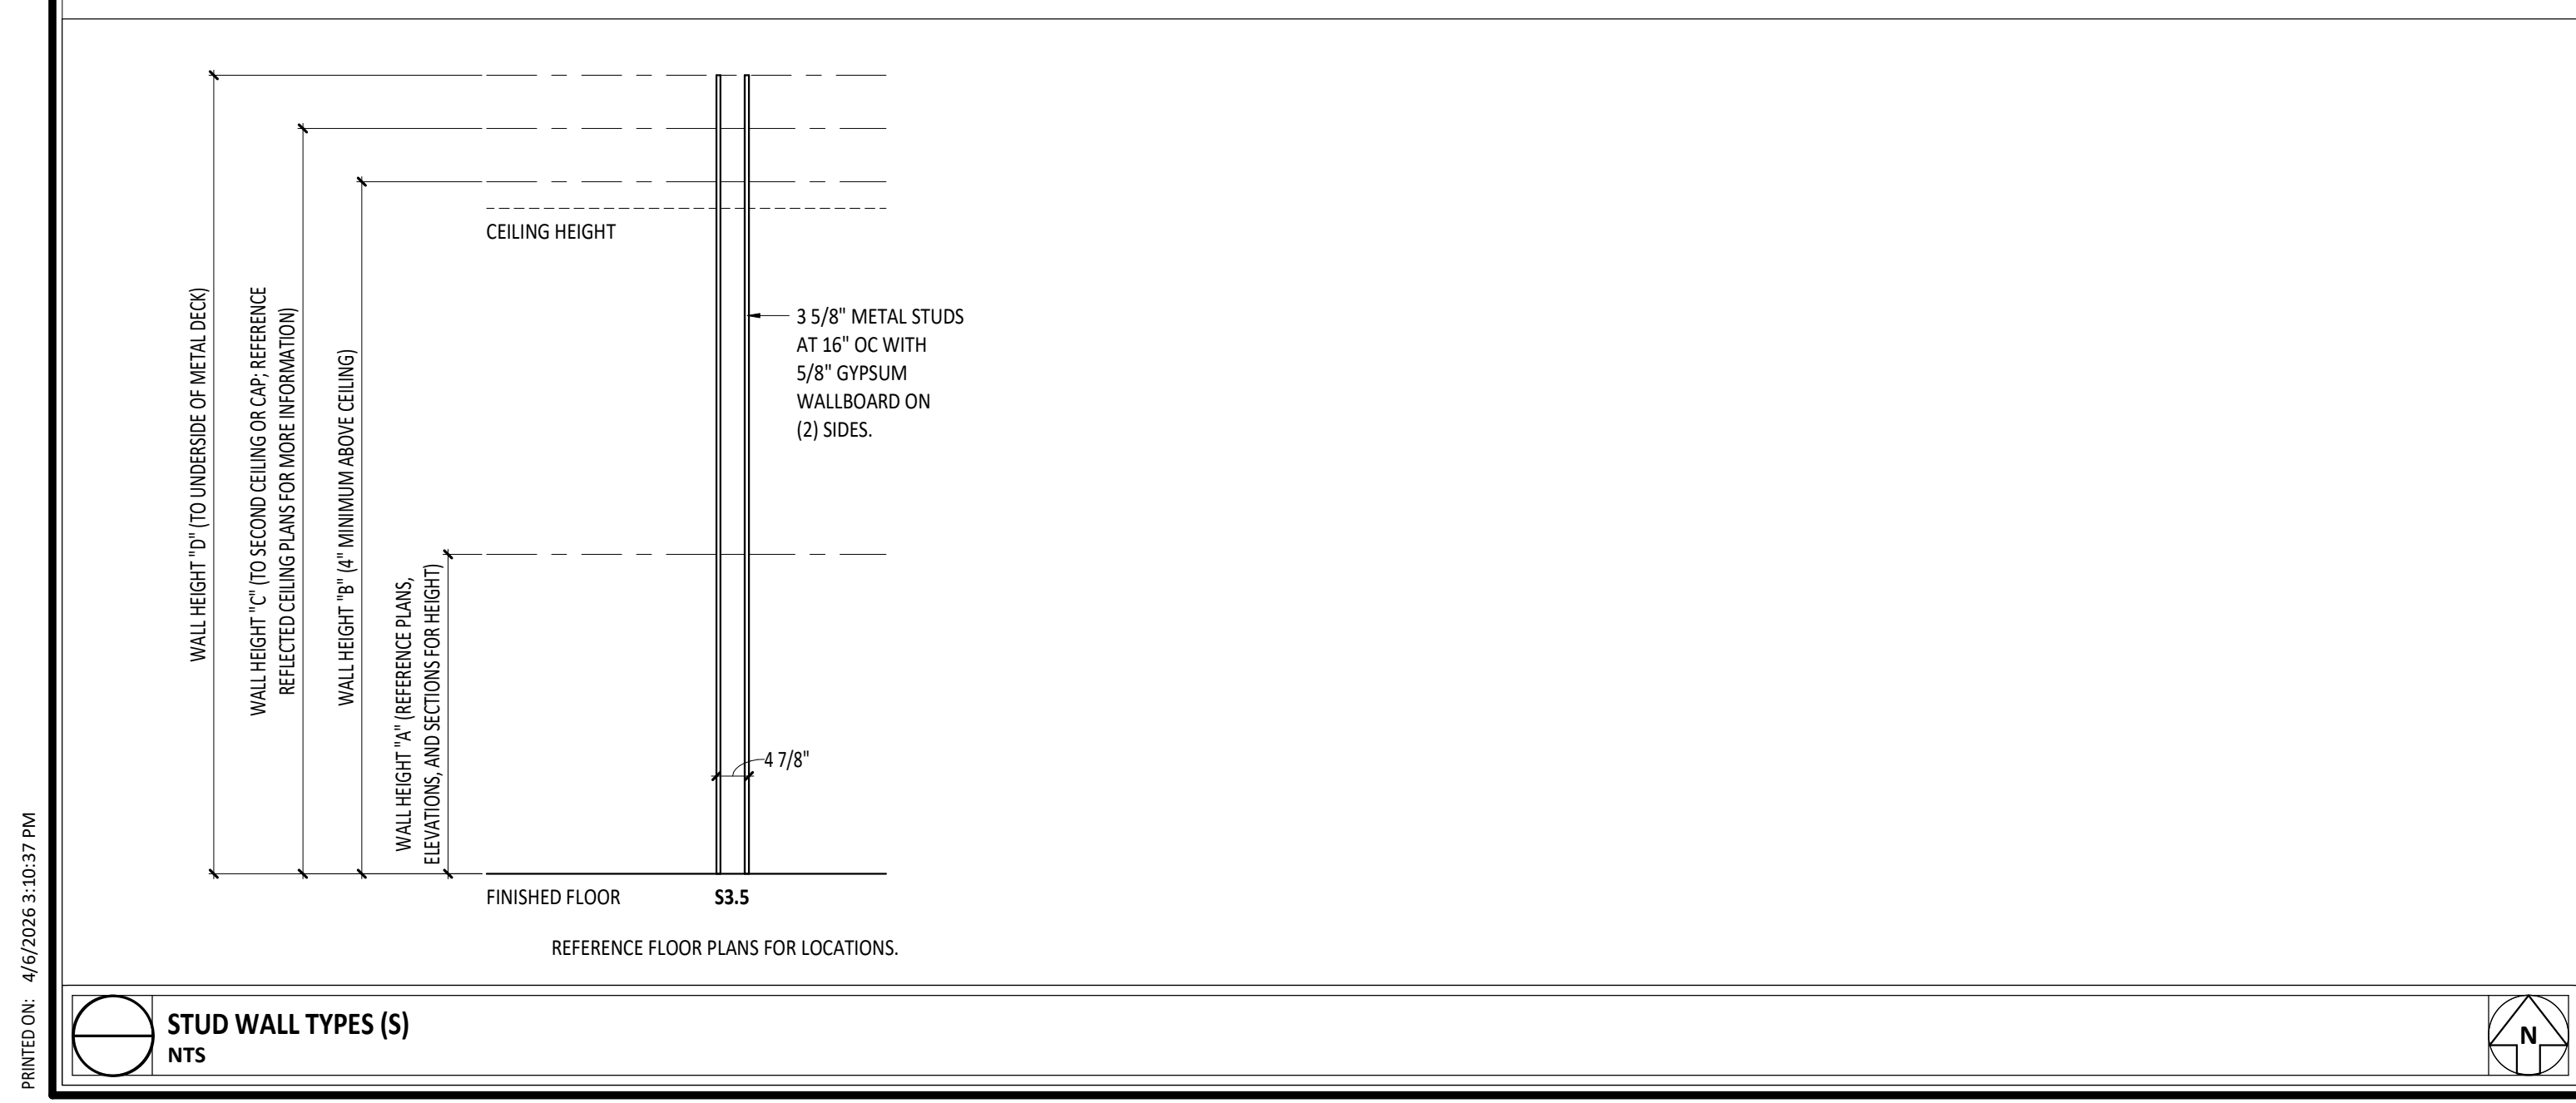 WALL HEIGHT "D" (TO UNDERSIDE OF METAL DECK)
WALL HEIGHT "C" (TO SECOND CEILING OR CAP; REFERENCE
REFLECTED CEILING PLANS FOR MORE INFORMATION)
WALL HEIGHT "B" (4" MINIMUM ABOVE CEILING)
WALL HEIGHT "A" (REFERENCE PLANS,
ELEVATIONS, AND SECTIONS FOR HEIGHT)
CEILING HEIGHT
3 5/8" METAL STUDS
AT 16" OC WITH
5/8" GYPSUM
WALLBOARD ON
(2) SIDES.
4 7/8"
FINISHED FLOOR
S3.5
REFERENCE FLOOR PLANS FOR LOCATIONS.
STUD WALL TYPES (S)
NTS
N
PRINTED ON: 4/6/2026 3:10:37 PM